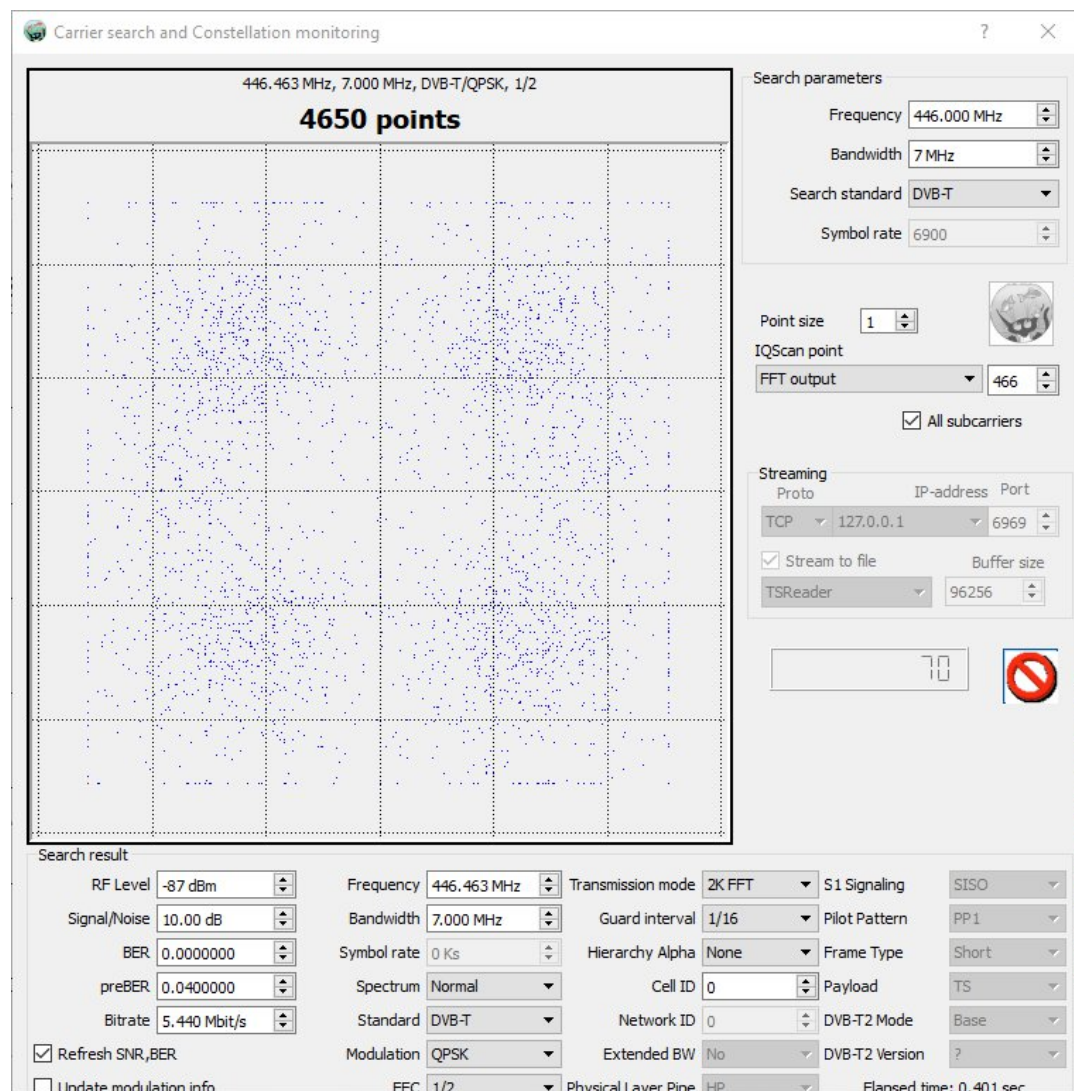 Carrier search and Constellation monitoring
446.463 MHz, 7.000 MHz, DVB-T/QPSK, 1/2
4650 points
Search parameters
Frequency 446.000 MHz
Bandwidth 7 MHz
Search standard DVB-T
Symbol rate 6900
Point size 1
IQScan point
FFT output 466
All subcarriers
Streaming
Proto IP-address Port
TCP 127.0.0.1 6969
Stream to file Buffer size
TSReader 96256
70
Search result
RF Level -87 dBm Frequency 446.463 MHz Transmission mode 2K FFT S1 Signaling SISO
Signal/Noise 10.00 dB Bandwidth 7.000 MHz Guard interval 1/16 Pilot Pattern PP1
BER 0.0000000 Symbol rate 0 Ks Hierarchy Alpha None Frame Type Short
preBER 0.0400000 Spectrum Normal Cell ID 0 Payload TS
Bitrate 5.440 Mbit/s Standard DVB-T Network ID 0 DVB-T2 Mode Base
Refresh SNR,BER Modulation QPSK Extended BW No DVB-T2 Version ?
Update modulation info FEC 1/2 Physical Layer Pipe HP Elapsed time: 0.401 sec